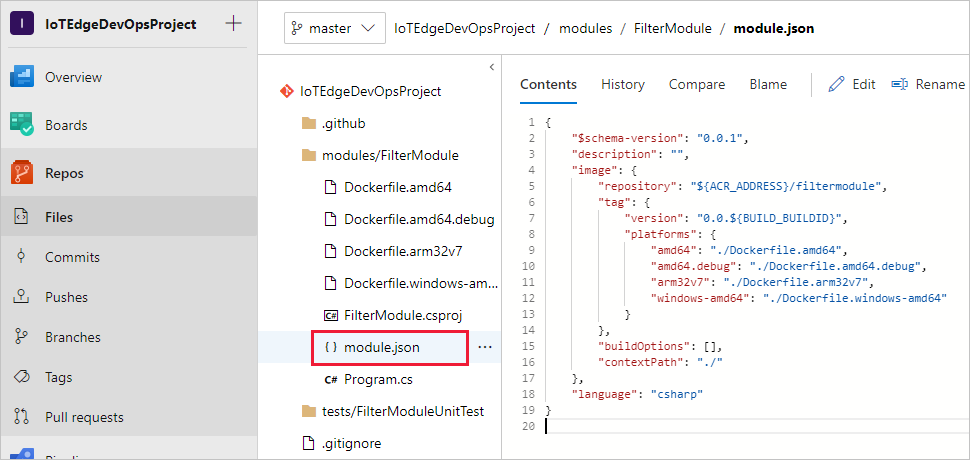 I IoTEdgeDevOpsProject +
Overview
Boards
Repos
Files
Commits
Pushes
Branches
Tags
Pull requests
master IoTEdgeDevOpsProject / modules / FilterModule / module.json
IoTEdgeDevOpsProject
.github
modules/FilterModule
Dockerfile.amd64
Dockerfile.amd64.debug
Dockerfile.arm32v7
Dockerfile.windows-am...
C# FilterModule.csproj
{ } module.json ...
C# Program.cs
tests/FilterModuleUnitTest
.gitignore
Contents History Compare Blame Edit Rename
1 {
2 "$schema-version": "0.0.1",
3 "description": "",
4 "image": {
5 "repository": "${ACR_ADDRESS}/filtermodule",
6 "tag": {
7 "version": "0.0.${BUILD_BUILDID}",
8 "platforms": {
9 "amd64": "./Dockerfile.amd64",
10 "amd64.debug": "./Dockerfile.amd64.debug",
11 "arm32v7": "./Dockerfile.arm32v7",
12 "windows-amd64": "./Dockerfile.windows-amd64"
13 }
14 },
15 "buildOptions": [],
16 "contextPath": "./"
17 },
18 "language": "csharp"
19 }
20